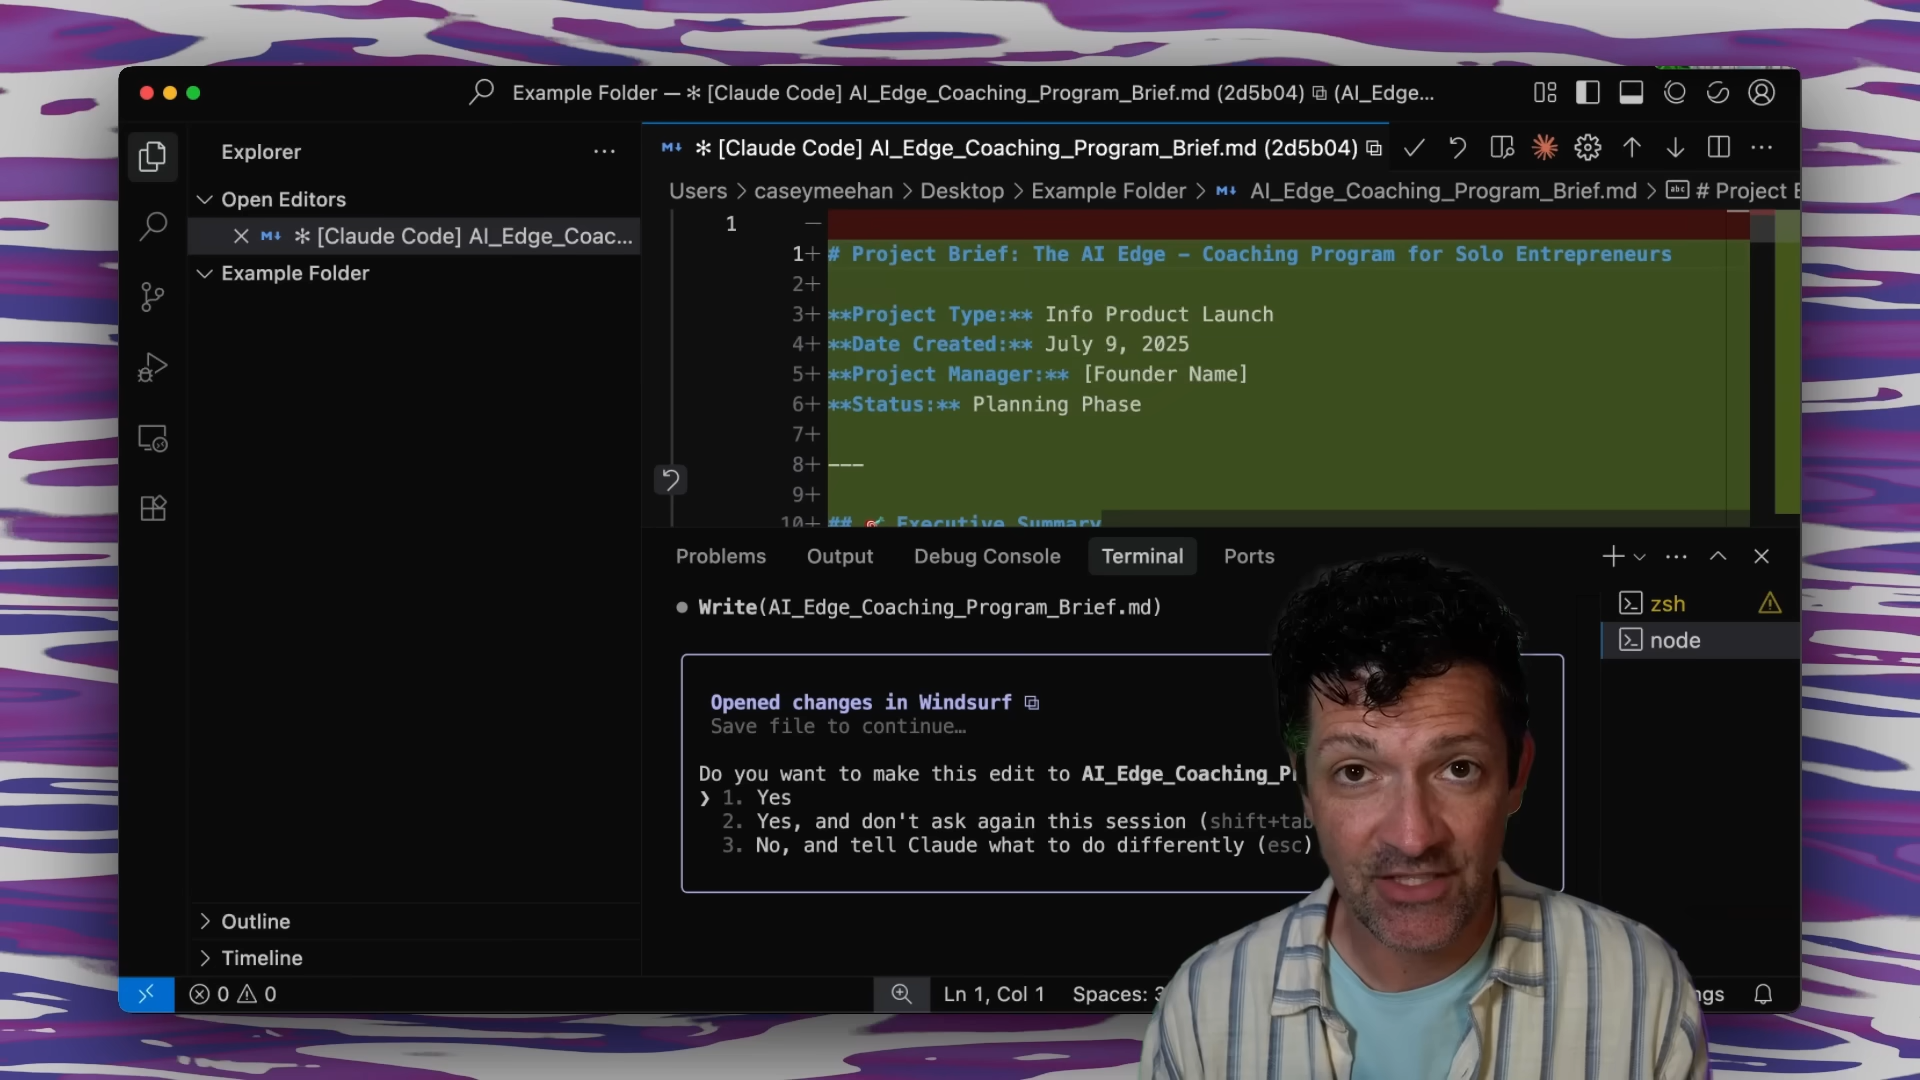 Example Folder — ✻ [Claude Code] AI_Edge_Coaching_Program_Brief.md (2d5b04) ⧉ (AI_Edge...
Explorer
Open Editors
✻ [Claude Code] AI_Edge_Coac...
Example Folder
Outline
Timeline
✻ [Claude Code] AI_Edge_Coaching_Program_Brief.md (2d5b04) ⧉
Users > caseymeehan > Desktop > Example Folder > AI_Edge_Coaching_Program_Brief.md > # Project
1 —
1+ # Project Brief: The AI Edge – Coaching Program for Solo Entrepreneurs
2+
3+ **Project Type:** Info Product Launch
4+ **Date Created:** July 9, 2025
5+ **Project Manager:** [Founder Name]
6+ **Status:** Planning Phase
7+
8+ ---
9+
10+ ## 🎯 Executive Summary
Problems Output Debug Console Terminal Ports
● Write(AI_Edge_Coaching_Program_Brief.md)
Opened changes in Windsurf ⧉
Save file to continue…
Do you want to make this edit to AI_Edge_Coaching_P
❯ 1. Yes
2. Yes, and don't ask again this session (shift+tab
3. No, and tell Claude what to do differently (esc)
zsh
node
0 0
Ln 1, Col 1 Spaces: